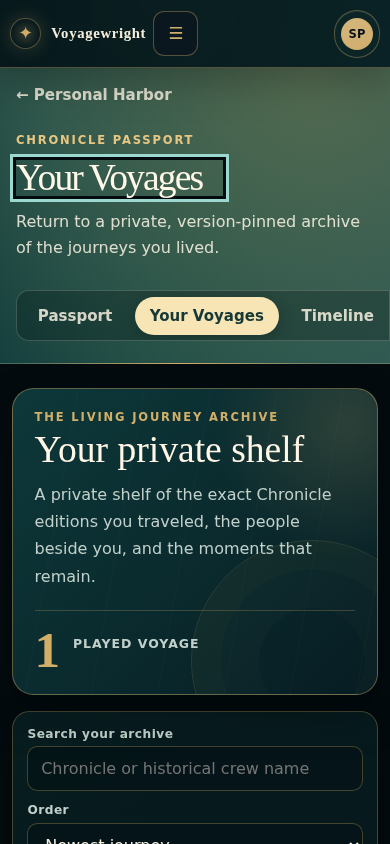 Voyagewright
SP
← Personal Harbor
CHRONICLE PASSPORT
Your Voyages
Return to a private, version-pinned archive
of the journeys you lived.
Passport Your Voyages Timeline
THE LIVING JOURNEY ARCHIVE
Your private shelf
A private shelf of the exact Chronicle
editions you traveled, the people
beside you, and the moments that
remain.
1 PLAYED VOYAGE
Search your archive
Chronicle or historical crew name
Order
Newest journey